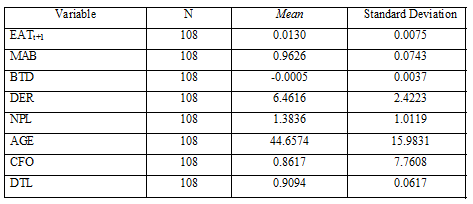 Variable N Mean Standard Deviation
EATt+1 108 0.0130 0.0075
MAB 108 0.9626 0.0743
BTD 108 -0.0005 0.0037
DER 108 6.4616 2.4223
NPL 108 1.3836 1.0119
AGE 108 44.6574 15.9831
CFO 108 0.8617 7.7608
DTL 108 0.9094 0.0617